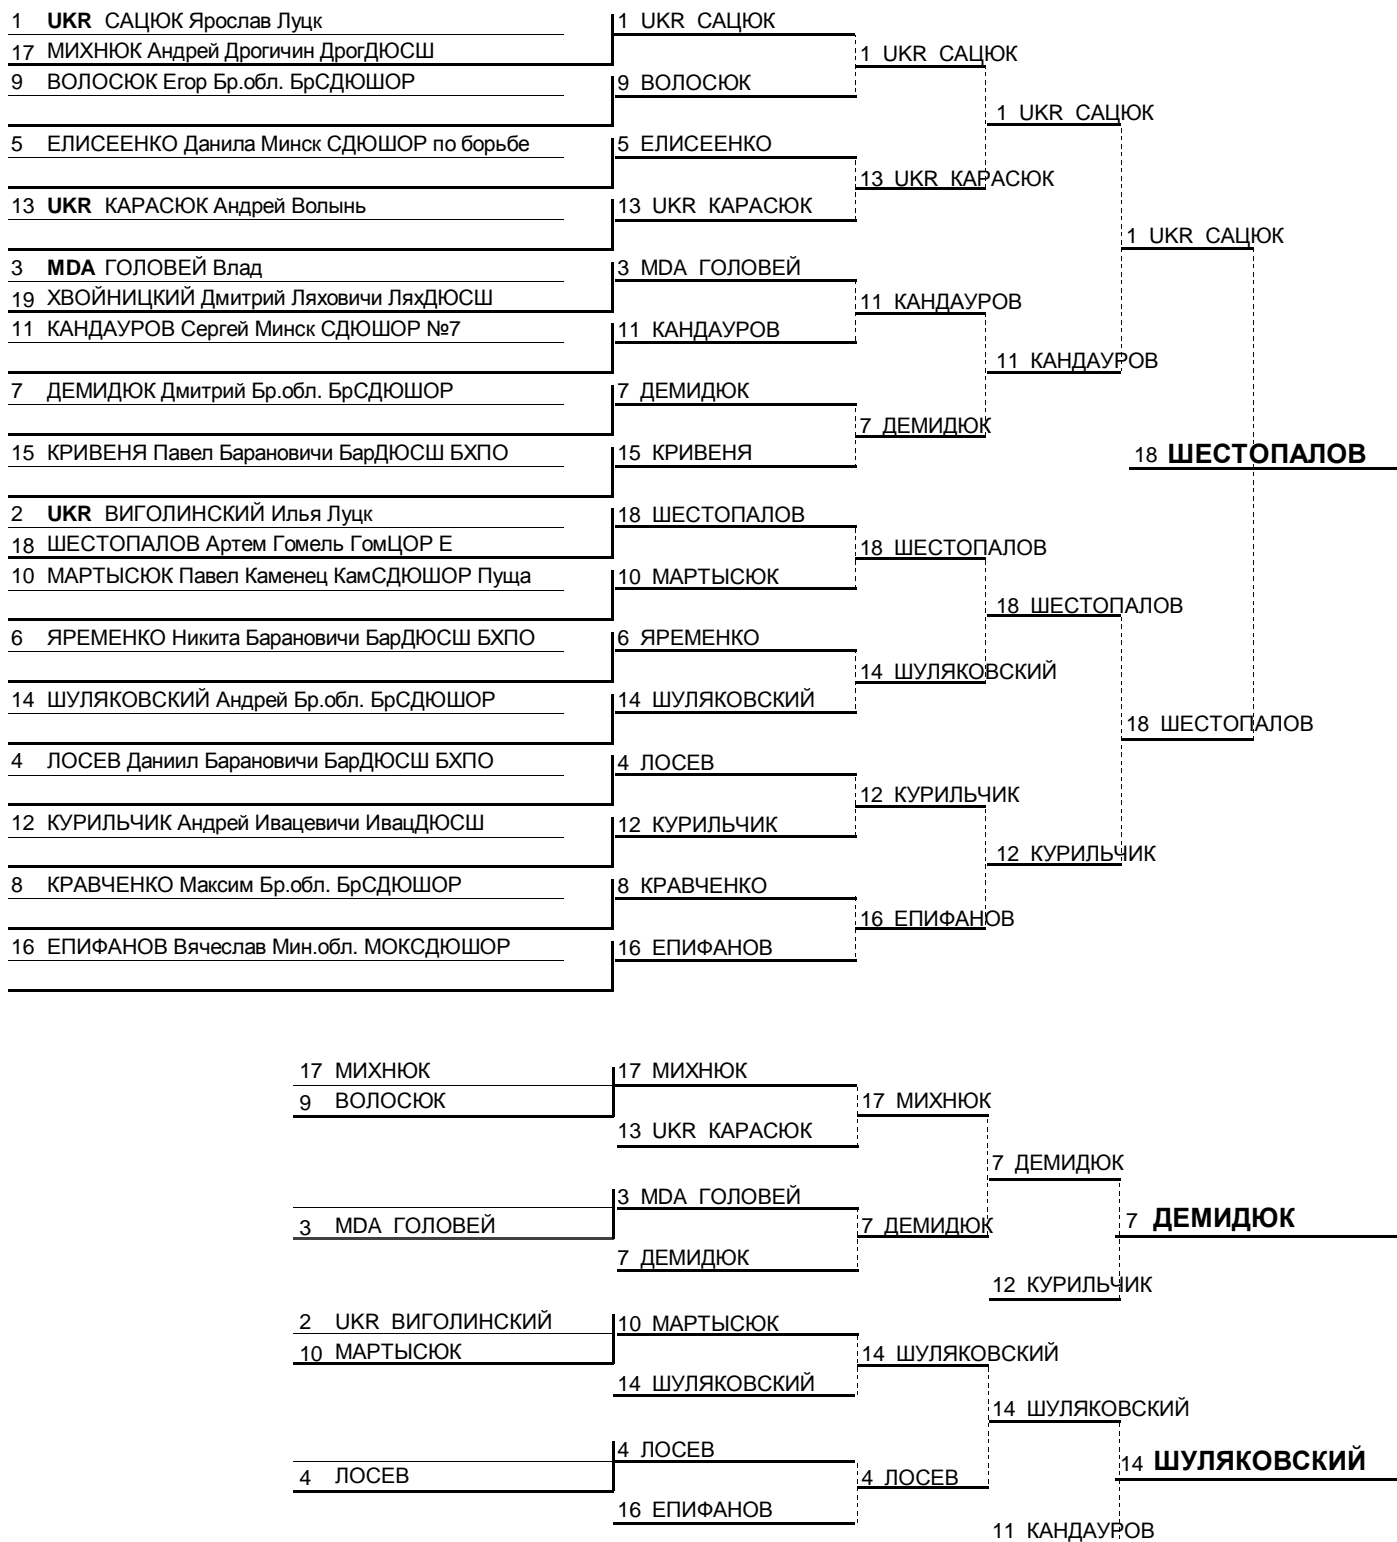 1 UKR САЦЮК Ярослав Луцк
1 UKR САЦЮК
17 МИХНЮК Андрей Дрогичин ДрогДЮСШ
1 UKR САЦЮК
9 ВОЛОСЮК Егор Бр.обл. БрСДЮШОР
9 ВОЛОСЮК
1 UKR САЦЮК
5 ЕЛИСЕЕНКО Данила Минск СДЮШОР по борьбе
5 ЕЛИСЕЕНКО
13 UKR КАРАСЮК
13 UKR КАРАСЮК Андрей Волынь
13 UKR КАРАСЮК
1 UKR САЦЮК
3 MDA ГОЛОВЕЙ Влад
3 MDA ГОЛОВЕЙ
19 ХВОЙНИЦКИЙ Дмитрий Ляховичи ЛяхДЮСШ
11 КАНДАУРОВ
11 КАНДАУРОВ Сергей Минск СДЮШОР №7
11 КАНДАУРОВ
11 КАНДАУРОВ
7 ДЕМИДЮК Дмитрий Бр.обл. БрСДЮШОР
7 ДЕМИДЮК
7 ДЕМИДЮК
15 КРИВЕНЯ Павел Барановичи БарДЮСШ БХПО
15 КРИВЕНЯ
18 ШЕСТОПАЛОВ
2 UKR ВИГОЛИНСКИЙ Илья Луцк
18 ШЕСТОПАЛОВ
18 ШЕСТОПАЛОВ Артем Гомель ГомЦОР Е
18 ШЕСТОПАЛОВ
10 МАРТЫСЮК Павел Каменец КамСДЮШОР Пуща
10 МАРТЫСЮК
18 ШЕСТОПАЛОВ
6 ЯРЕМЕНКО Никита Барановичи БарДЮСШ БХПО
6 ЯРЕМЕНКО
14 ШУЛЯКОВСКИЙ
14 ШУЛЯКОВСКИЙ Андрей Бр.обл. БрСДЮШОР
14 ШУЛЯКОВСКИЙ
18 ШЕСТОПАЛОВ
4 ЛОСЕВ Даниил Барановичи БарДЮСШ БХПО
4 ЛОСЕВ
12 КУРИЛЬЧИК
12 КУРИЛЬЧИК Андрей Ивацевичи ИвацДЮСШ
12 КУРИЛЬЧИК
12 КУРИЛЬЧИК
8 КРАВЧЕНКО Максим Бр.обл. БрСДЮШОР
8 КРАВЧЕНКО
16 ЕПИФАНОВ
16 ЕПИФАНОВ Вячеслав Мин.обл. МОКСДЮШОР
16 ЕПИФАНОВ
17 МИХНЮК
17 МИХНЮК
9 ВОЛОСЮК
17 МИХНЮК
13 UKR КАРАСЮК
7 ДЕМИДЮК
3 MDA ГОЛОВЕЙ
3 MDA ГОЛОВЕЙ
7 ДЕМИДЮК
7 ДЕМИДЮК
7 ДЕМИДЮК
12 КУРИЛЬЧИК
2 UKR ВИГОЛИНСКИЙ
10 МАРТЫСЮК
10 МАРТЫСЮК
14 ШУЛЯКОВСКИЙ
14 ШУЛЯКОВСКИЙ
14 ШУЛЯКОВСКИЙ
4 ЛОСЕВ
14 ШУЛЯКОВСКИЙ
4 ЛОСЕВ
4 ЛОСЕВ
16 ЕПИФАНОВ
11 КАНДАУРОВ